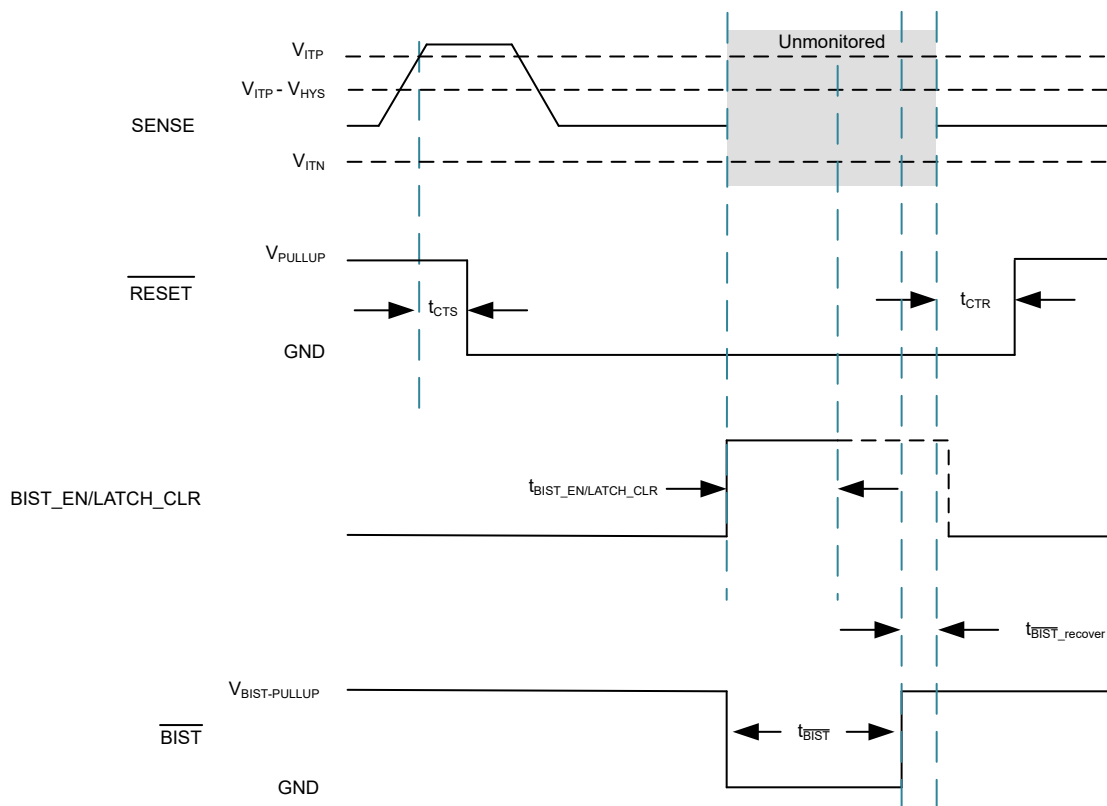 Unmonitored
VITP
VITP - VHYS
SENSE
VITN
VPULLUP
RESET
tCTS
tCTR
GND
tBIST_EN/LATCH_CLR
BIST_EN/LATCH_CLR
tBIST_recover
VBIST-PULLUP
BIST
tBIST
GND